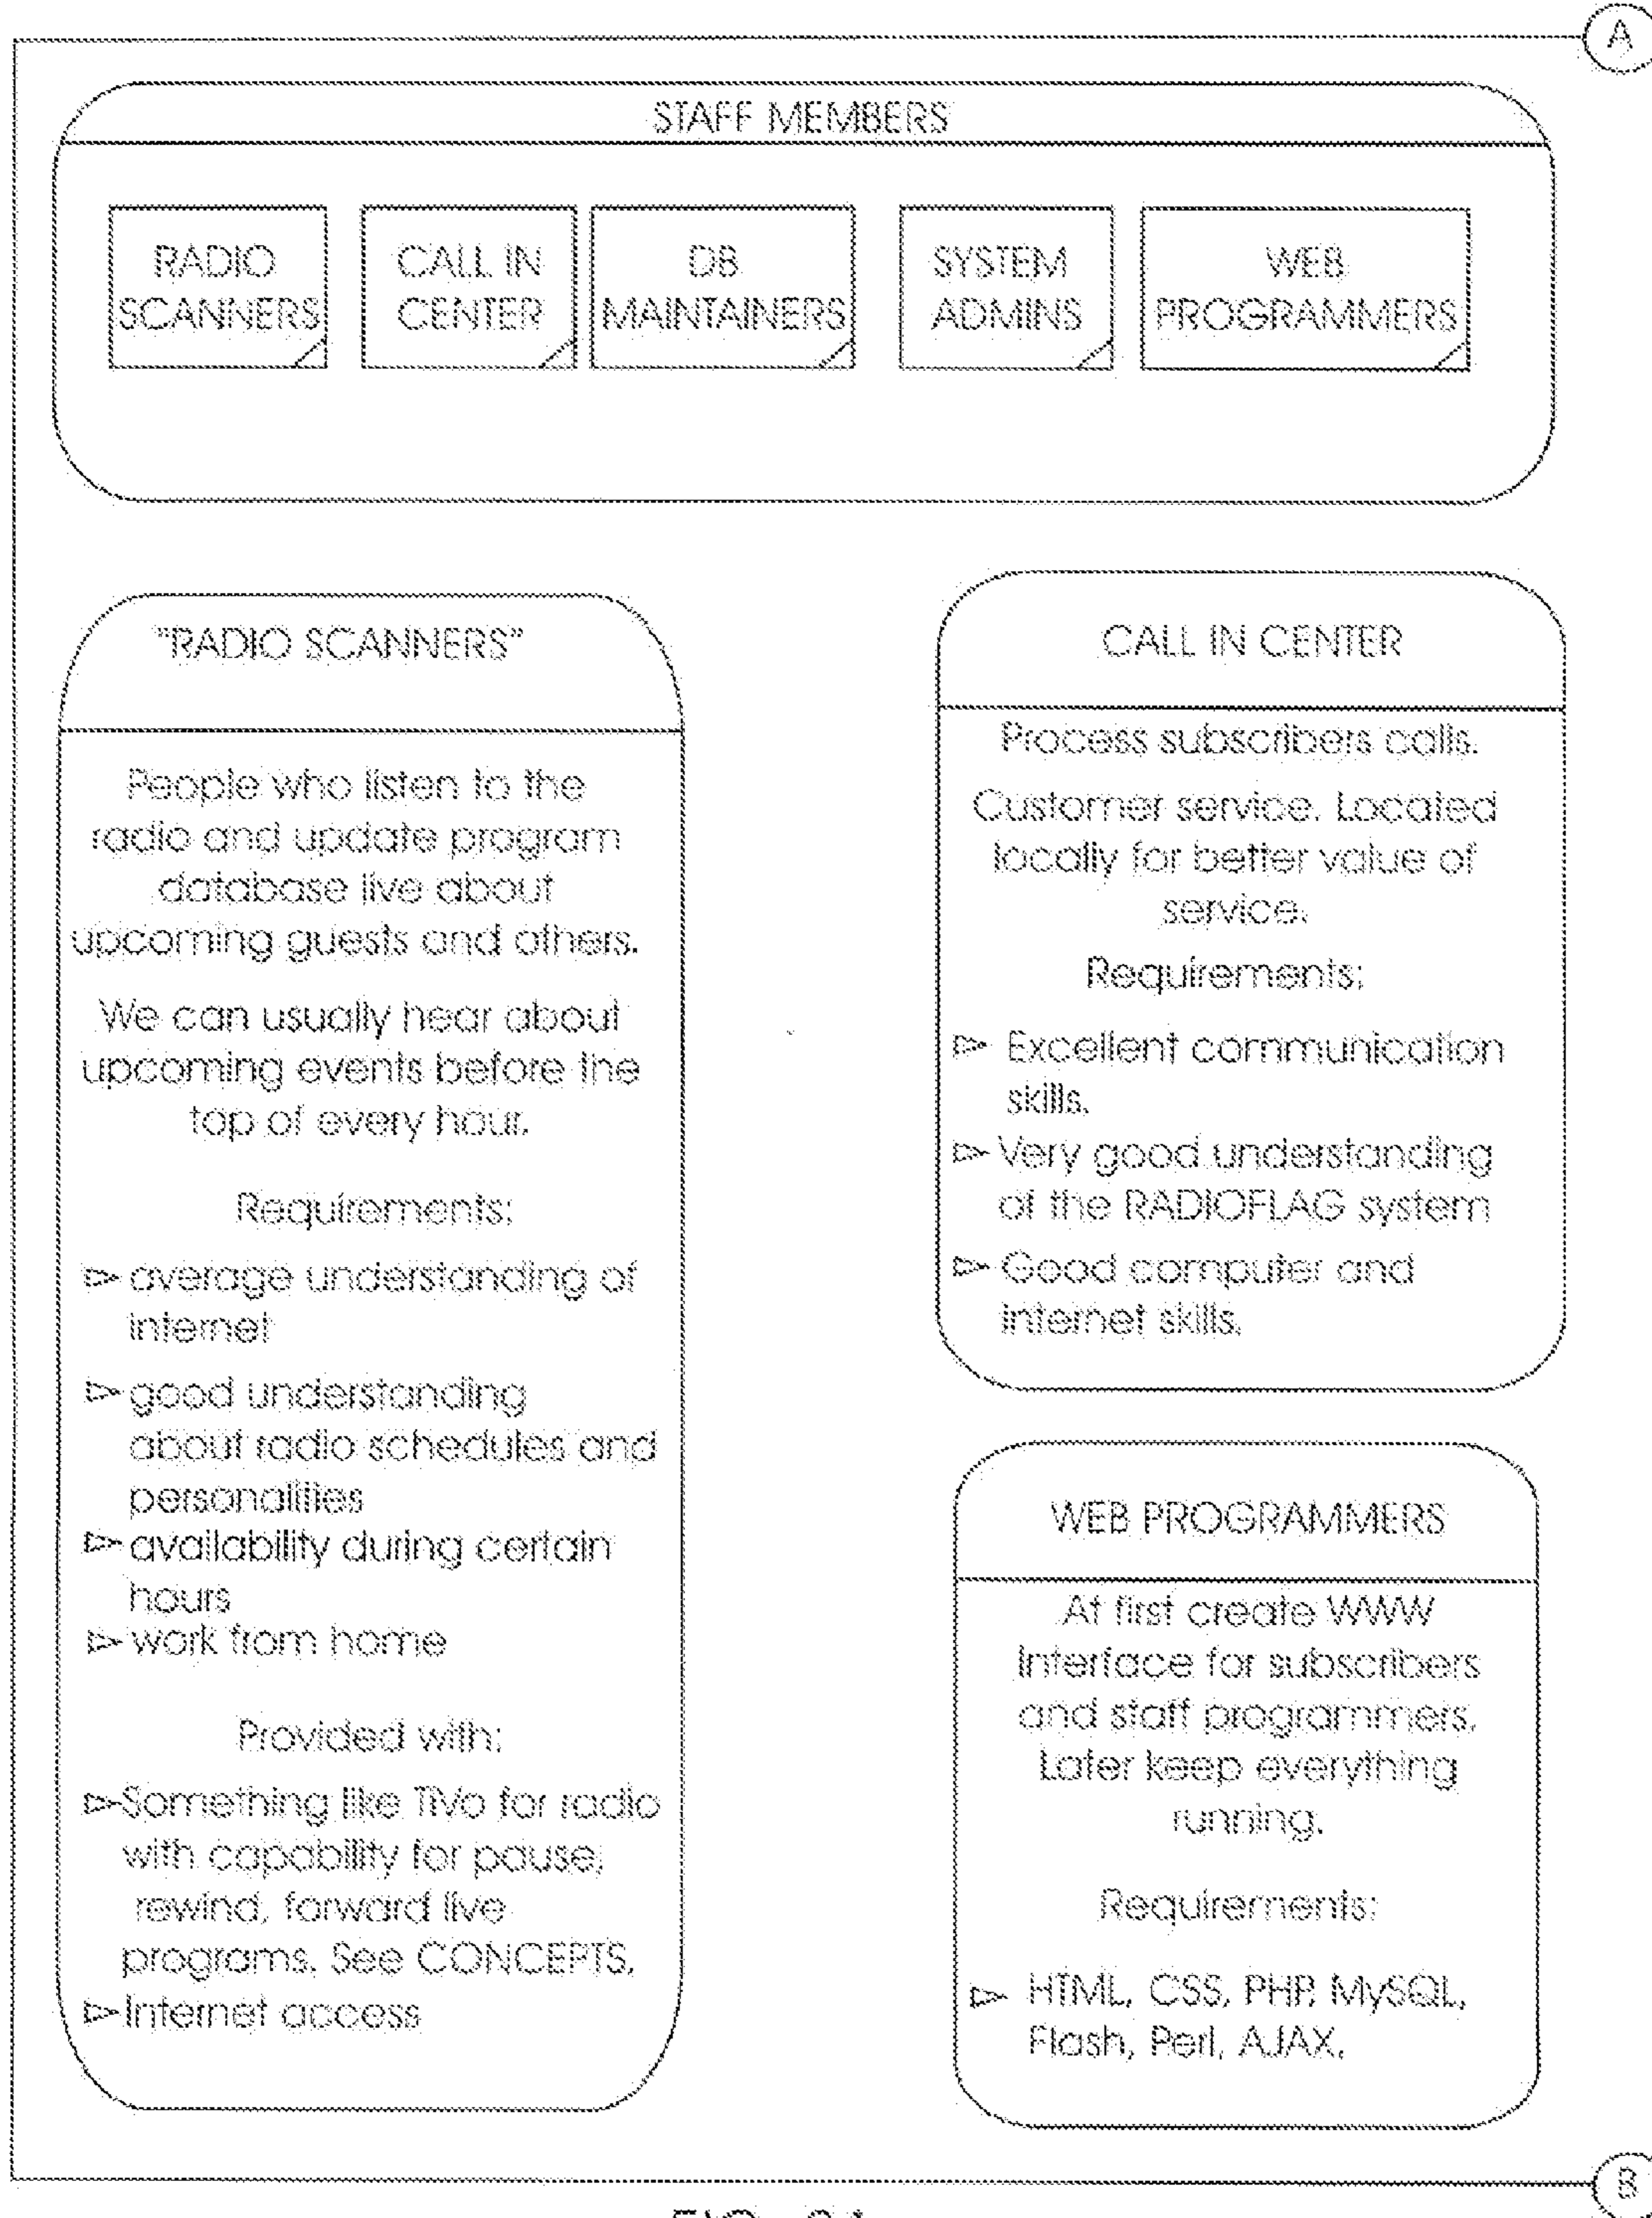 A
STAFF MEMBERS
RADIO
SCANNERS
CALL IN
CENTER
DB
MAINTAINERS
SYSTEM
ADMINS
WEB
PROGRAMMERS
"RADIO SCANNERS"
People who listen to the
radio and update program
database live about
upcoming guests and others.
We can usually hear about
upcoming events before the
top of every hour.
Requirements:
average understanding of
internet
good understanding
about radio schedules and
personalities
availability during certain
hours
work from home
Provided with:
Something like TiVo for radio
with capability for pause,
rewind, forward live
programs. See CONCEPTS.
Internet access
CALL IN CENTER
Process subscribers calls.
Customer service. Located
locally for better value of
service.
Requirements:
Excellent communication
skills.
Very good understanding
of the RADIOFLAG system
Good computer and
internet skills.
WEB PROGRAMMERS
At first create WWW
Interface for subscribers
and staff programmers.
Later keep everything
running.
Requirements:
HTML, CSS, PHP, MySQL,
Flash, Perl, AJAX.
B